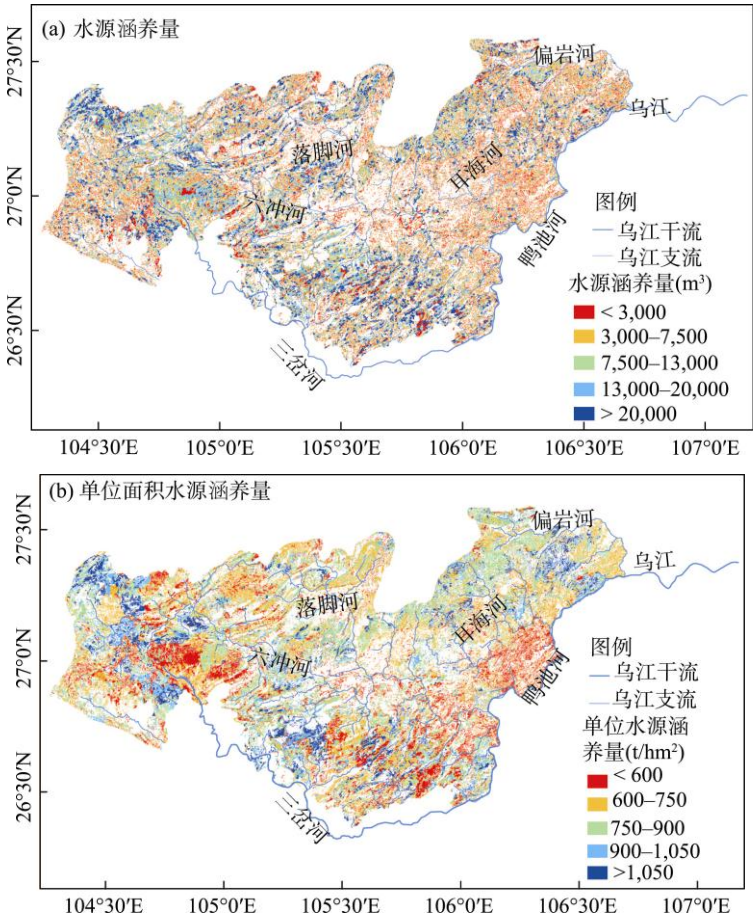 (a) 水源涵养量
27°30′N
27°0′N
26°30′N
偏岩河
乌江
落脚河
耳海河
六冲河
鸭池河
三岔河
图例
乌江干流
乌江支流
水源涵养量(m³)
< 3,000
3,000–7,500
7,500–13,000
13,000–20,000
> 20,000
104°30′E 105°0′E 105°30′E 106°0′E 106°30′E 107°0′E
(b) 单位面积水源涵养量
27°30′N
27°0′N
26°30′N
偏岩河
乌江
落脚河
耳海河
六冲河
鸭池河
三岔河
图例
乌江干流
乌江支流
单位水源涵
养量(t/hm²)
< 600
600–750
750–900
900–1,050
>1,050
104°30′E 105°0′E 105°30′E 106°0′E 106°30′E 107°0′E